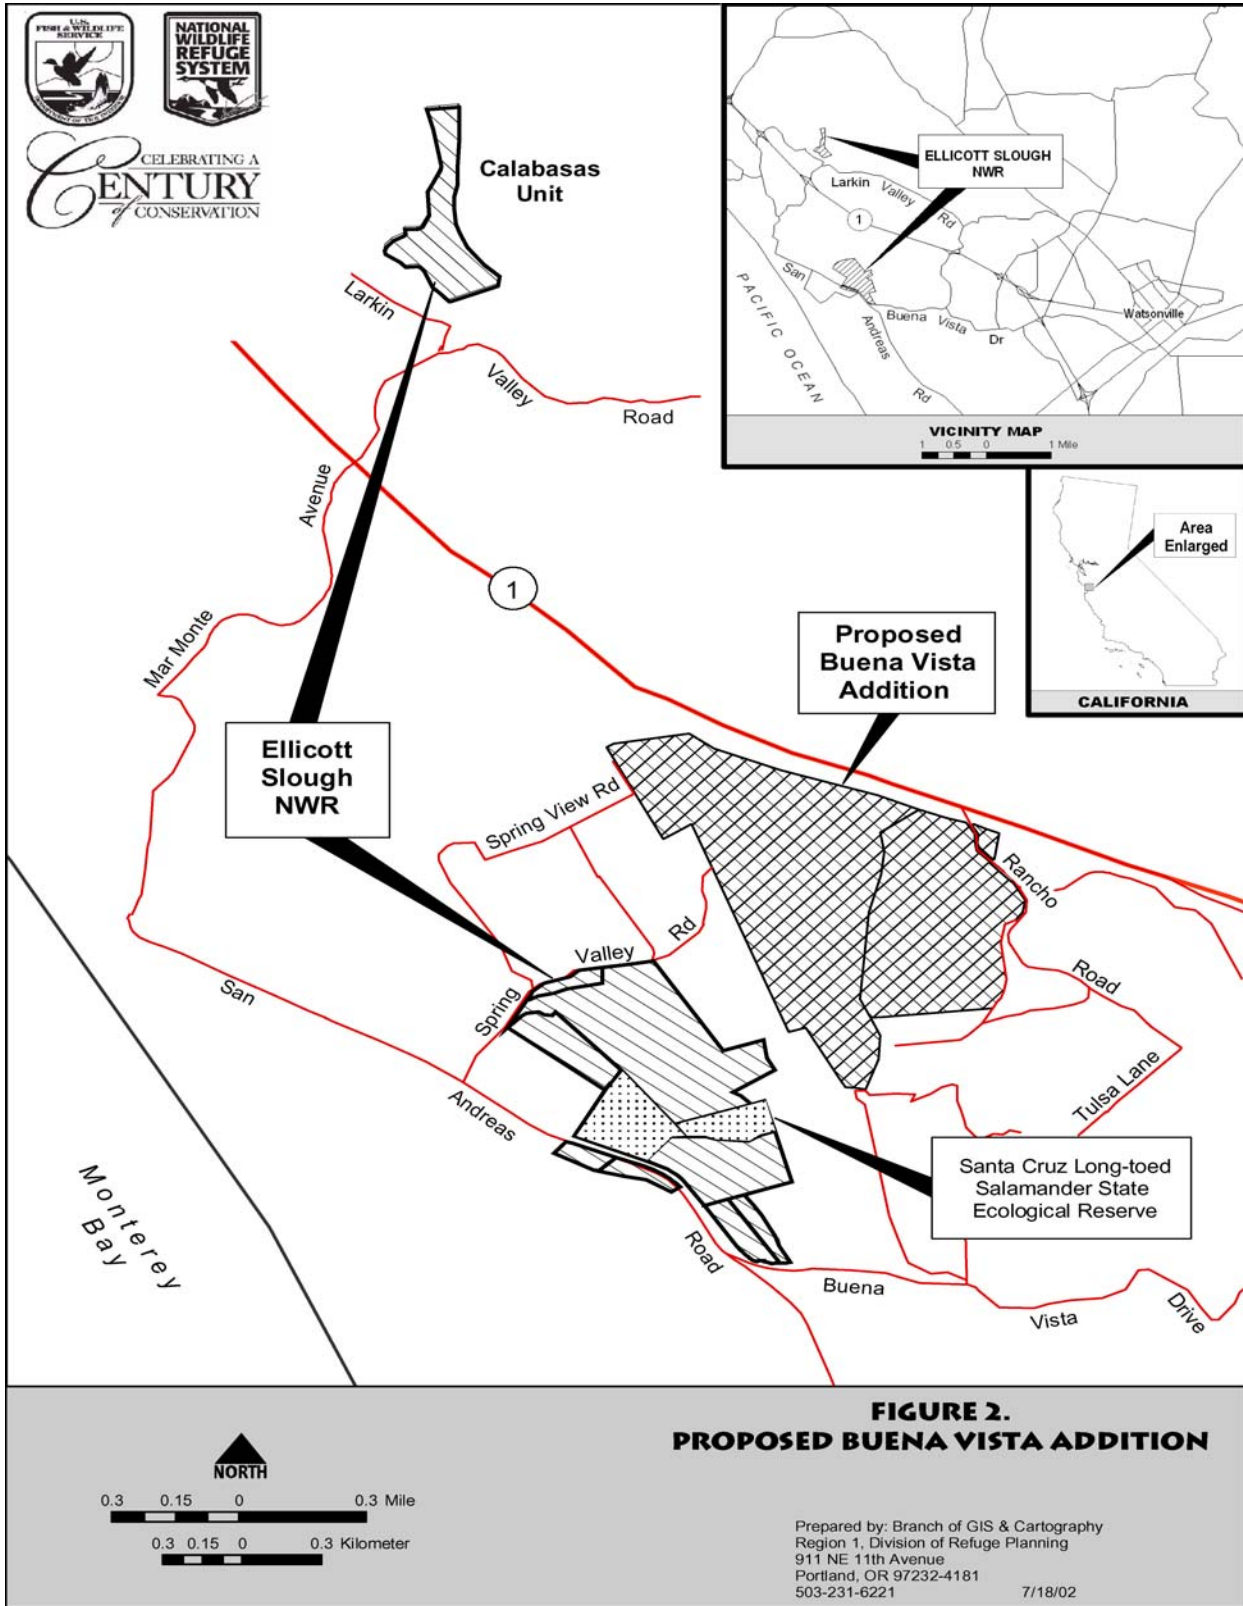 U.S.
FISH & WILDLIFE
SERVICE
DEPARTMENT OF THE INTERIOR
NATIONAL
WILDLIFE
REFUGE
SYSTEM
CELEBRATING A
CENTURY
of CONSERVATION
Calabasas
Unit
Larkin
Valley
Road
Avenue
Mar Monte
1
Ellicott
Slough
NWR
Proposed
Buena Vista
Addition
Spring View Rd
Rancho
Road
Valley
Rd
Spring
San
Andreas
Road
Tulsa Lane
Santa Cruz Long-toed
Salamander State
Ecological Reserve
Buena
Vista
Drive
Monterey
Bay
ELLICOTT SLOUGH
NWR
Larkin
Valley
Rd
1
San
Andreas
Rd
Buena
Vista
Dr
Watsonville
PACIFIC OCEAN
VICINITY MAP
1 0.5 0 1 Mile
Area
Enlarged
CALIFORNIA
FIGURE 2.
PROPOSED BUENA VISTA ADDITION
NORTH
0.3 0.15 0 0.3 Mile
0.3 0.15 0 0.3 Kilometer
Prepared by: Branch of GIS & Cartography
Region 1, Division of Refuge Planning
911 NE 11th Avenue
Portland, OR 97232-4181
503-231-6221 7/18/02